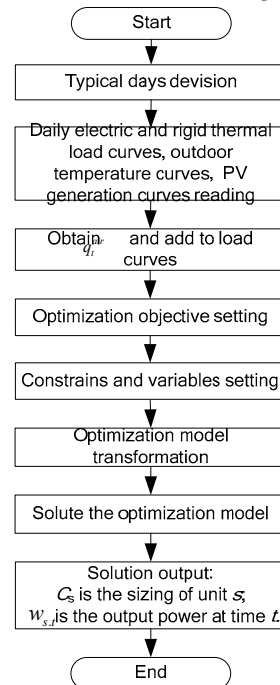 Start
Typical days devision
Daily electric and rigid thermal
load curves, outdoor
temperature curves, PV
generation curves reading
Obtain q_t^w and add to load
curves
Optimization objective setting
Constrains and variables setting
Optimization model
transformation
Solute the optimization model
Solution output:
C_s is the sizing of unit s;
w_{s.t} is the output power at time t.
End